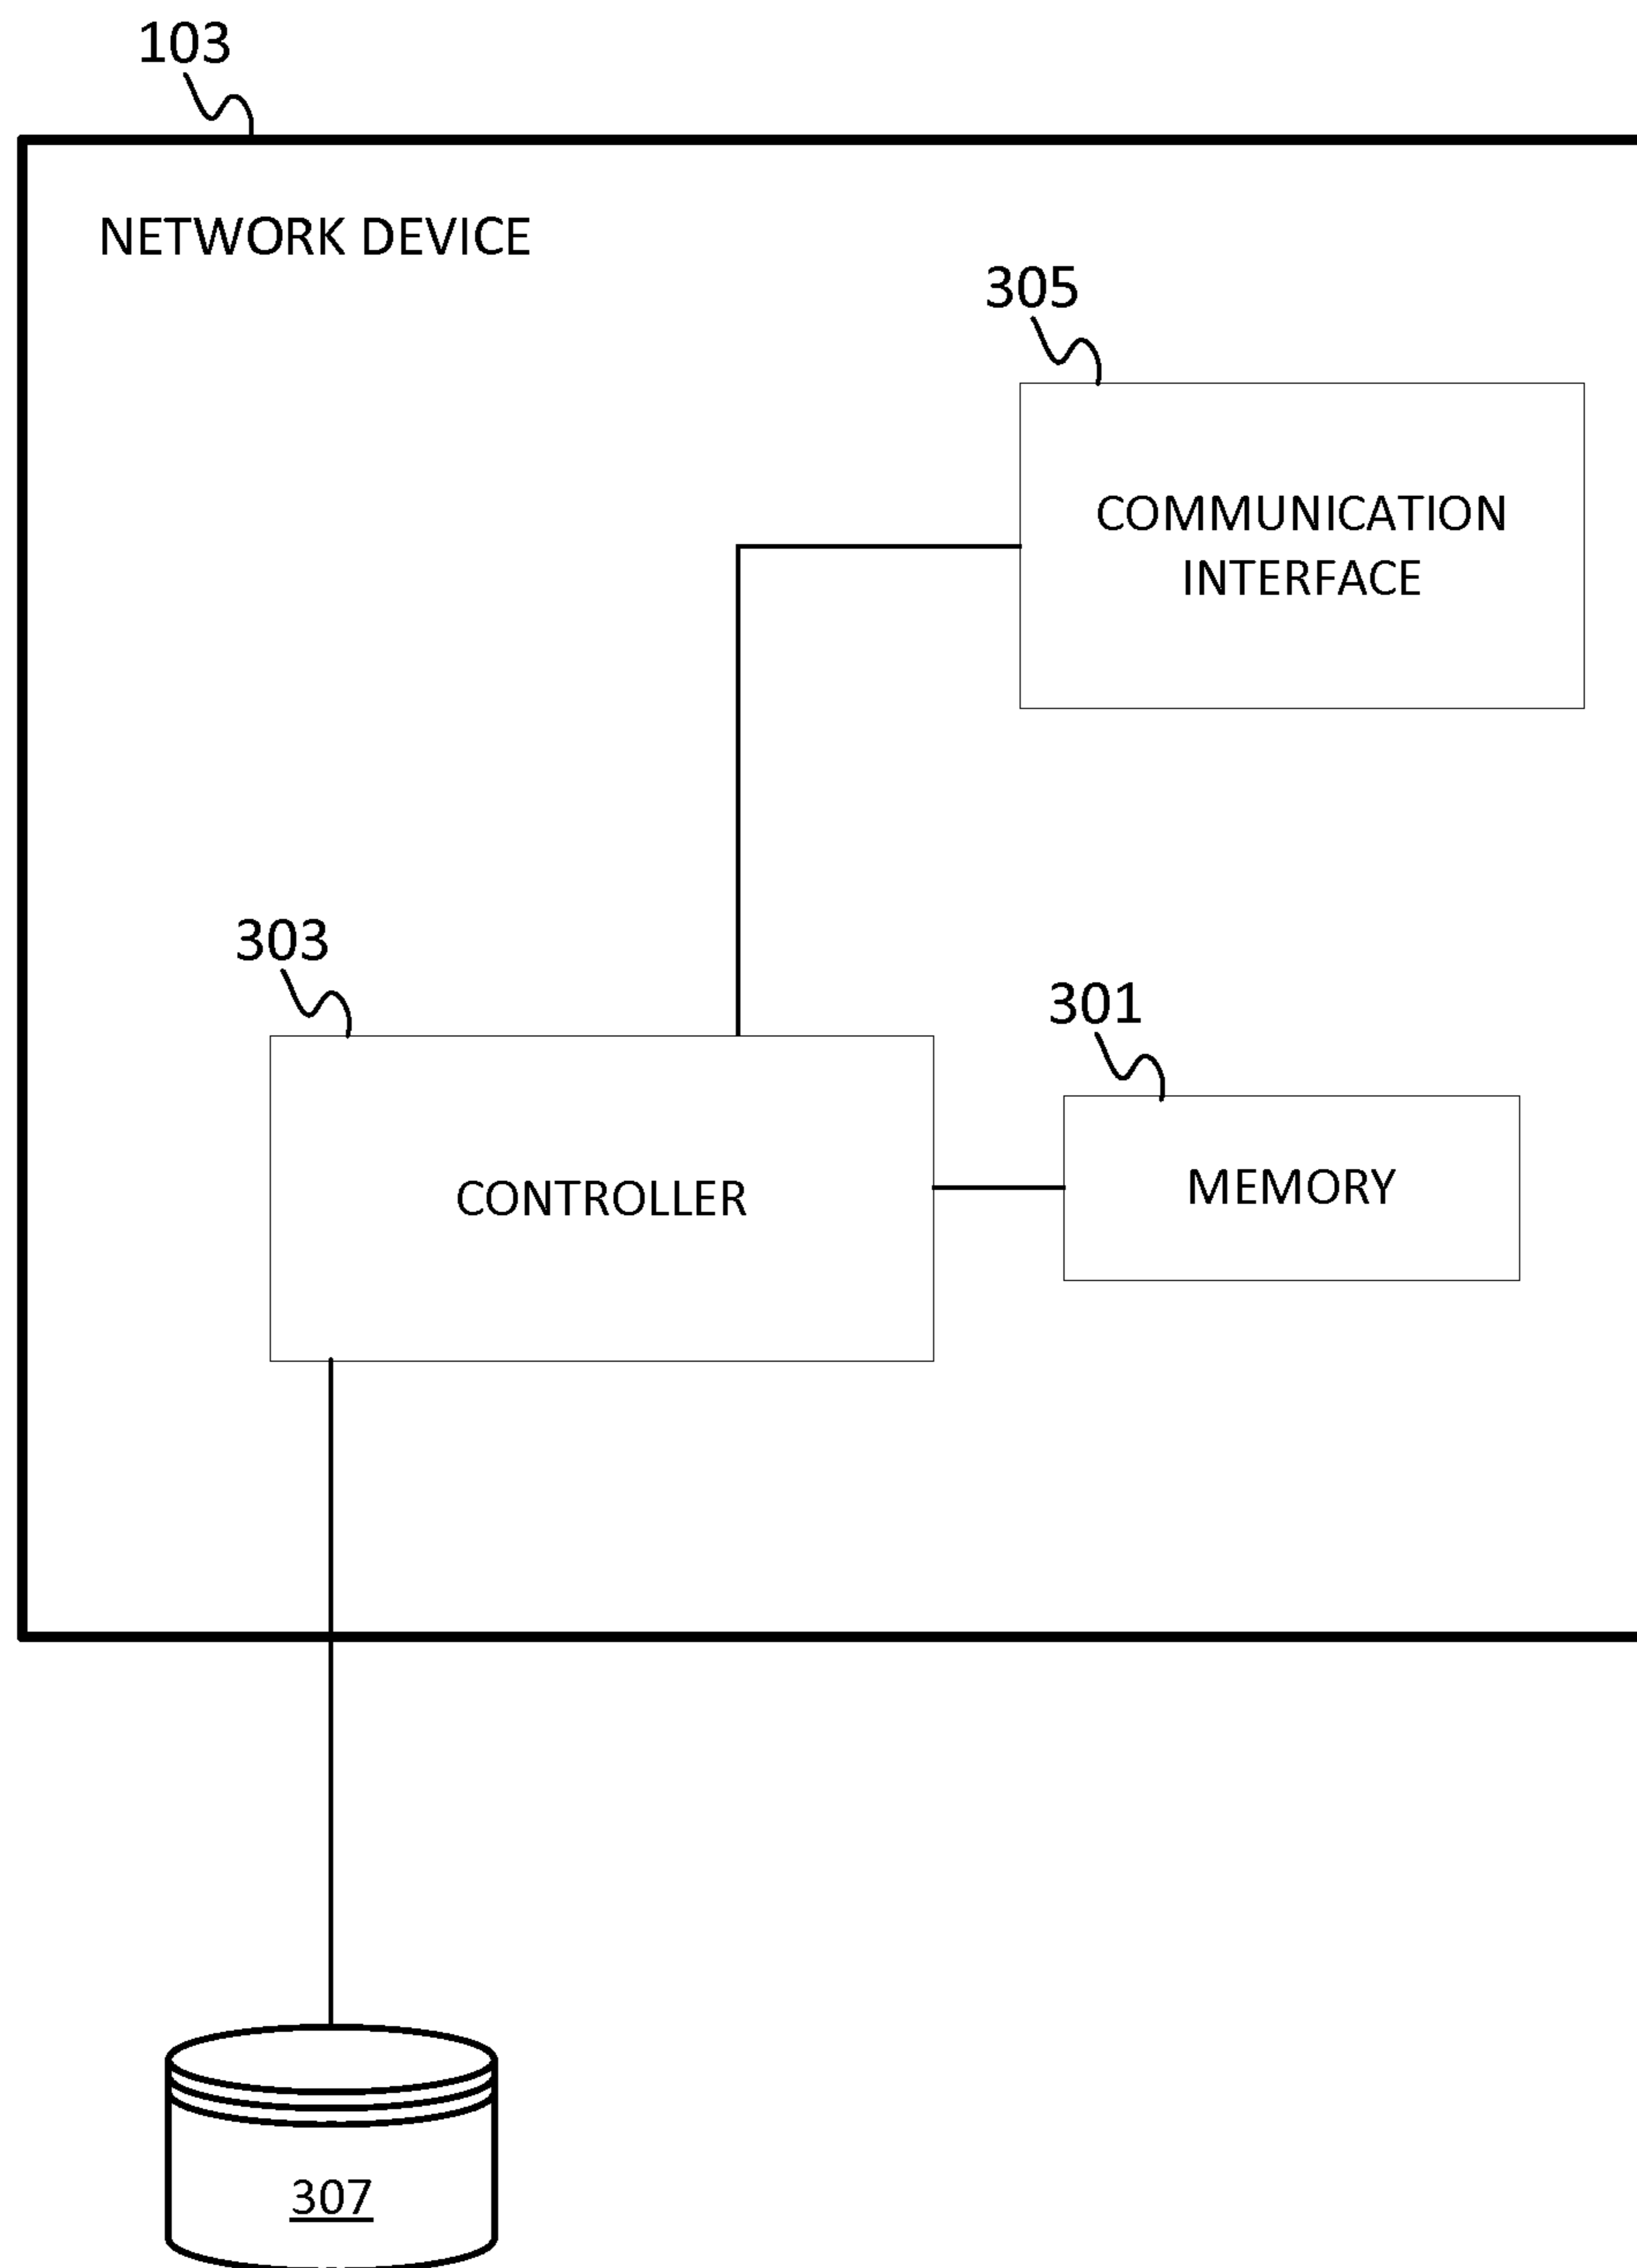 103
NETWORK DEVICE
305
COMMUNICATION
INTERFACE
303
301
CONTROLLER
MEMORY
307